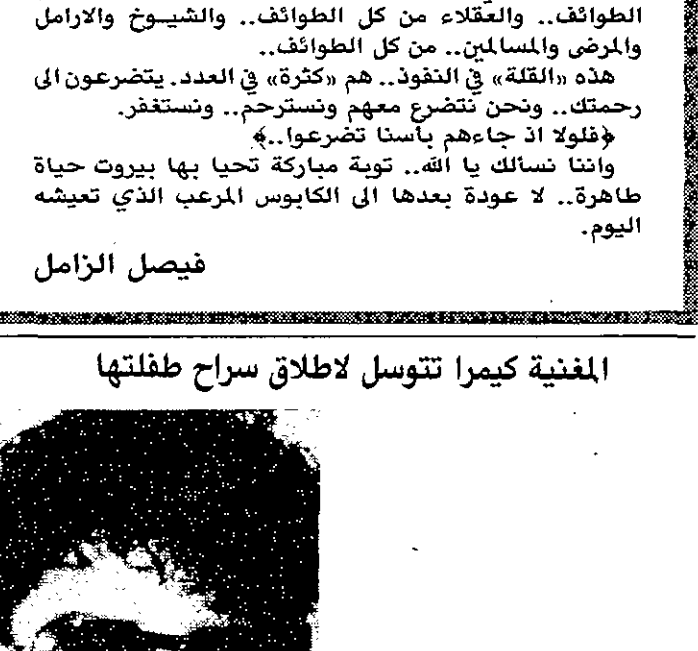 الطوائف.. والعقلاء من كل الطوائف.. والشيوخ والارامل
والمرضى والمسالمين.. من كل الطوائف..
هذه «القلة» في النفوذ.. هم «كثرة» في العدد. يتضرعون الى
رحمتك.. ونحن نتضرع معهم ونسترحم.. ونستغفر.
﴿فلولا اذ جاءهم بأسنا تضرعوا..﴾
واننا نسألك يا الله.. توبة مباركة تحيا بها بيروت حياة
طاهرة.. لا عودة بعدها الى الكابوس المرعب الذي تعيشه
اليوم.
فيصل الزامل
المغنية كيمرا تتوسل لاطلاق سراح طفلتها